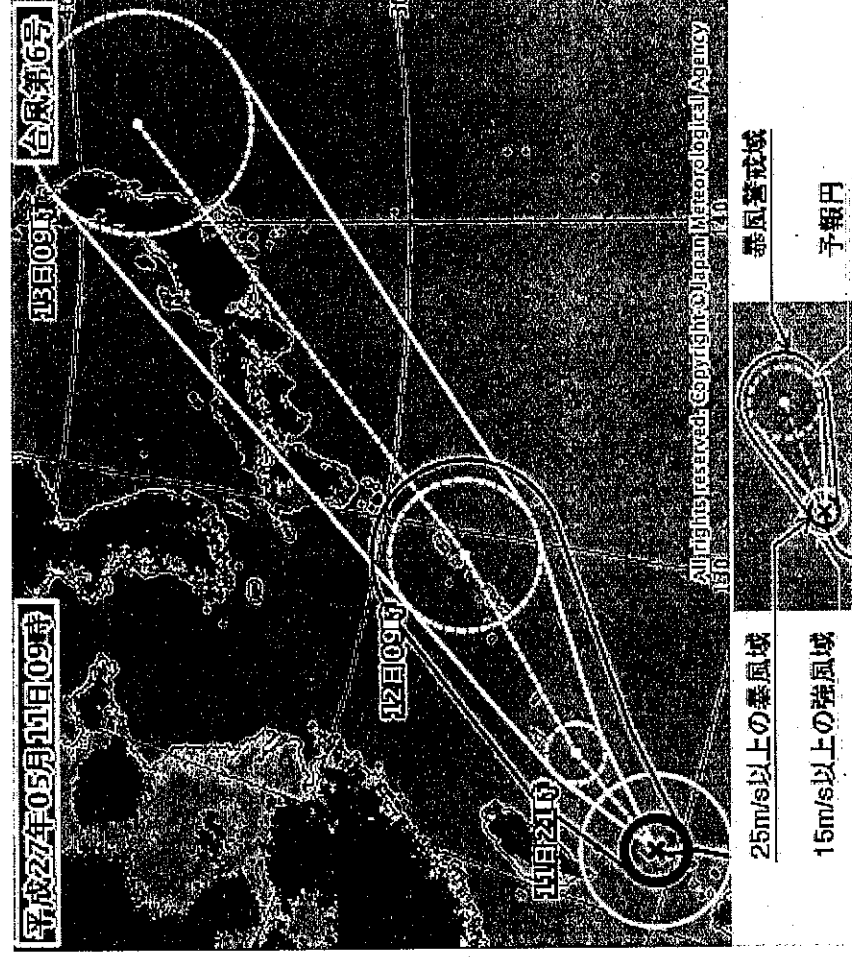 平成27年05月11日09時
台風第6号
13日09時
12日09時
11日21時
30
140
130
All rights reserved. Copyright © Japan Meteorological Agency
25m/s以上の暴風域
暴風警戒域
15m/s以上の強風域
予報円